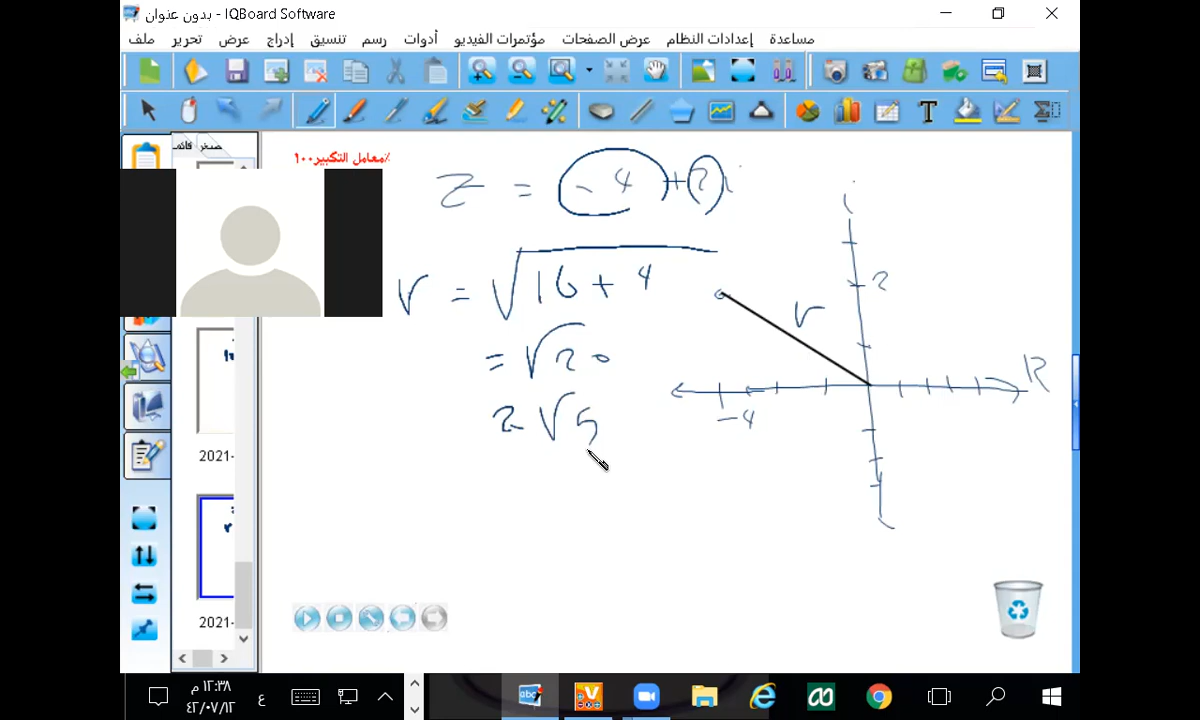 بدون عنوان - IQBoard Software
ملف تحرير عرض إدراج تنسيق رسم أدوات مؤتمرات الفيديو عرض الصفحات إعدادات النظام مساعدة
معامل التكبير١٠٠٪
z = -4 + 2i
r = √16 + 4
= √20
2√5
i
2
r
R
-4
2021-
2021-
١٢:٣٨ م
٤٢/٠٧/١٢
ع